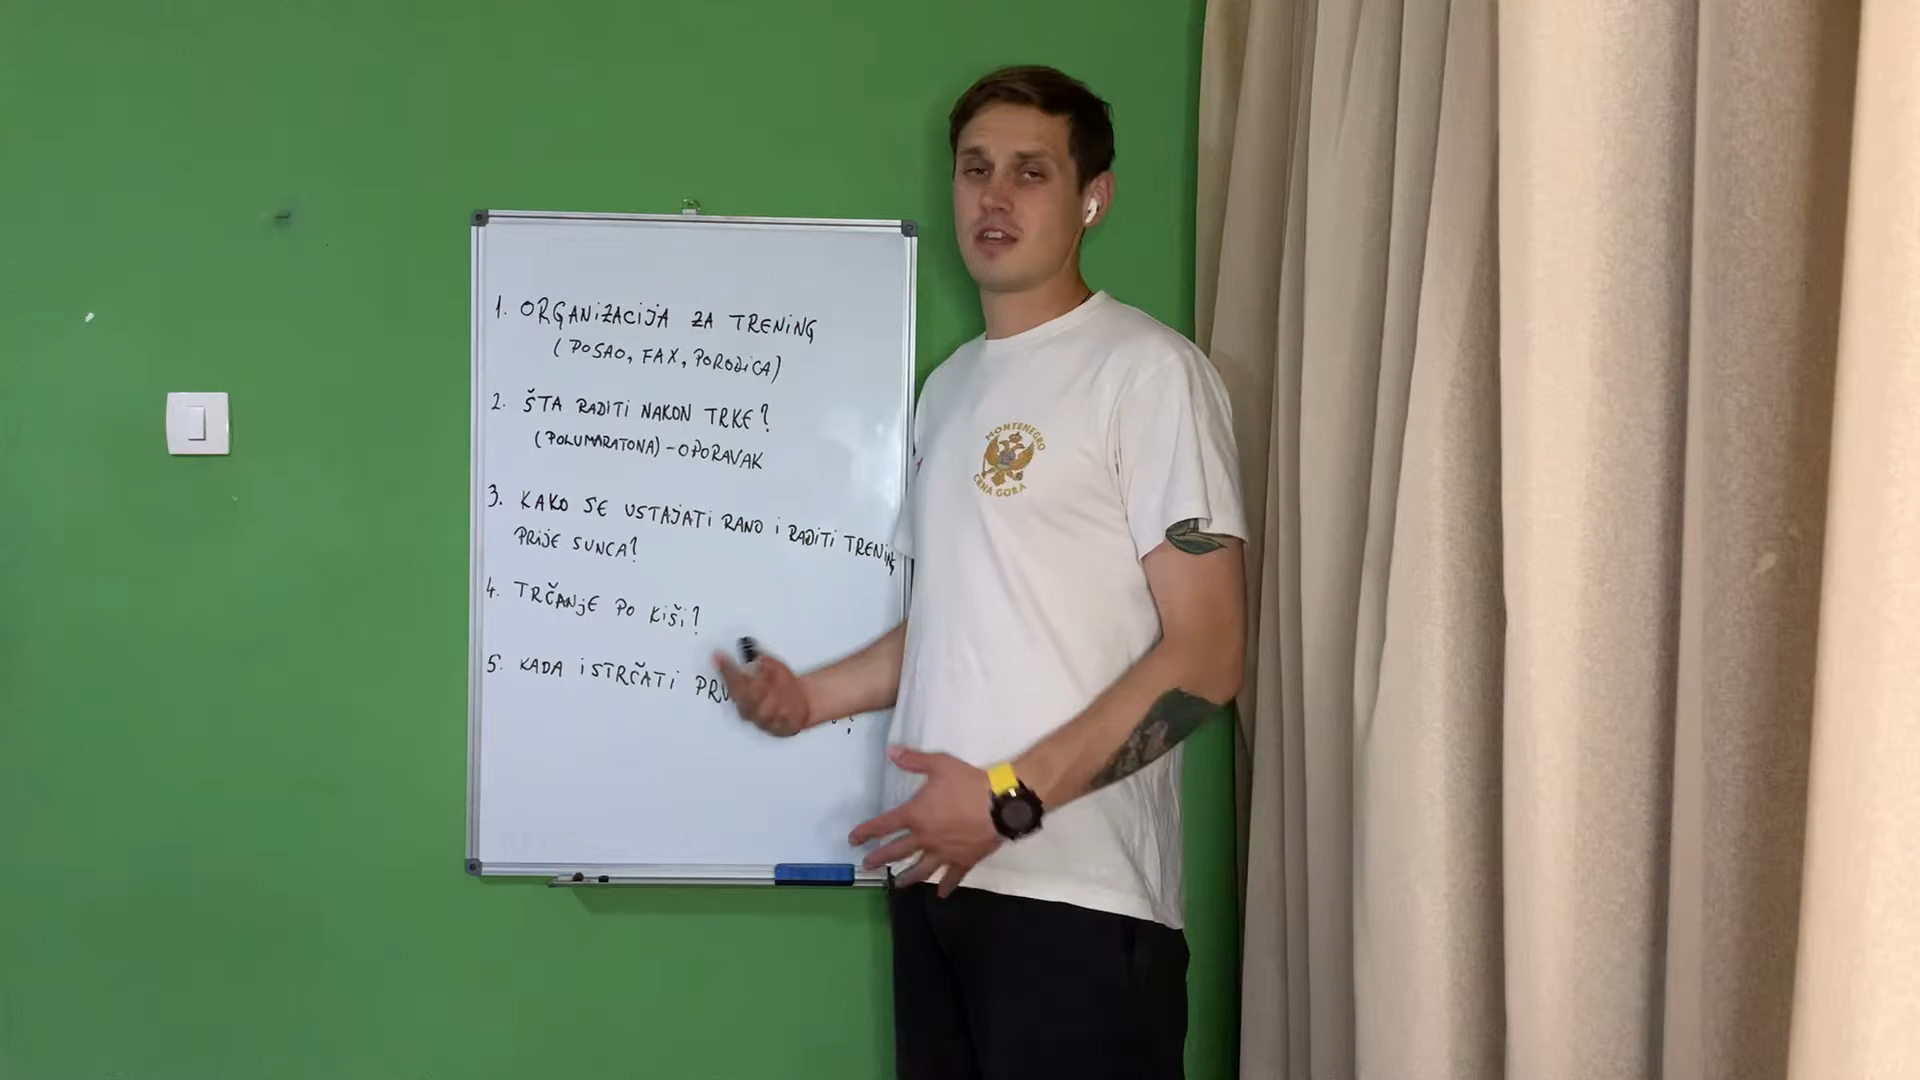 1. ORGANIZACIJA ZA TRENING
(POSAO, FAX, PORODICA)
2. ŠTA RADITI NAKON TRKE?
(POLUMARATONA) - OPORAVAK
3. KAKO SE USTAJATI RANO I RADITI TRENING
PRIJE SUNCA?
4. TRČANJE PO KIŠI?
5. KADA ISTRČATI
MONTENEGRO
CRNA GORA